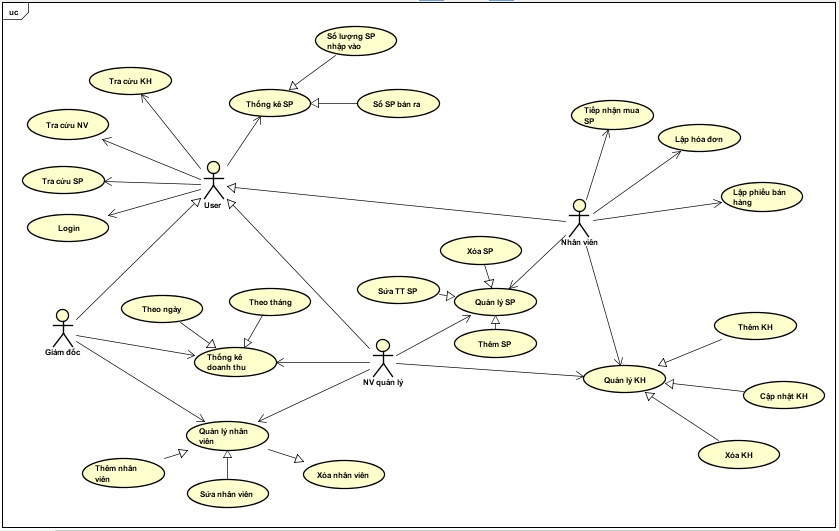 uc
Số lượng SP
nhập vào
Tra cứu KH
Thống kê SP
Số SP bán ra
Tiếp nhận mua
SP
Tra cứu NV
Lập hóa đơn
Tra cứu SP
Lập phiếu bán
hàng
User
Login
Nhân viên
Xóa SP
Sửa TT SP
Quản lý SP
Theo ngày
Theo tháng
Thêm KH
Thêm SP
Giám đốc
Thống kê
doanh thu
NV quản lý
Quản lý KH
Cập nhật KH
Quản lý nhân
viên
Xóa KH
Thêm nhân
viên
Xóa nhân viên
Sửa nhân viên